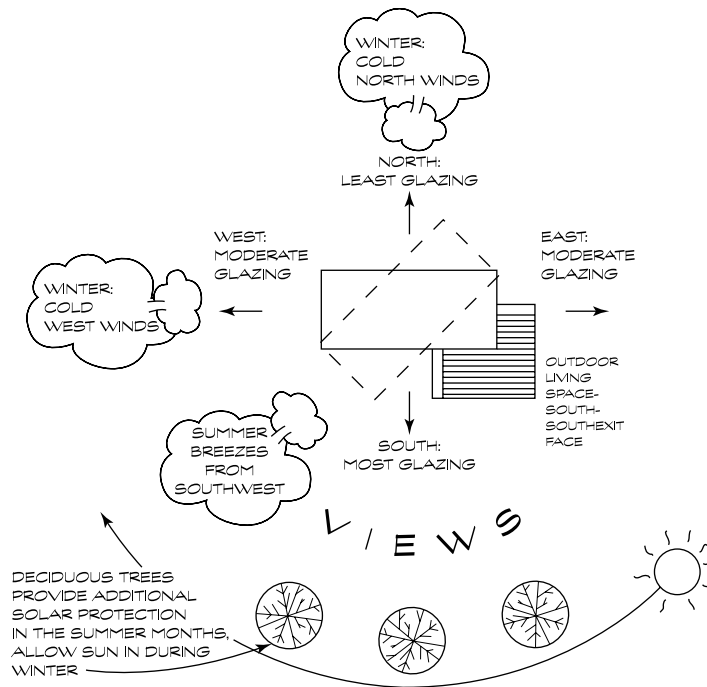 WINTER:
COLD
NORTH WINDS
NORTH:
LEAST GLAZING
WEST:
MODERATE
GLAZING
EAST:
MODERATE
GLAZING
WINTER:
COLD
WEST WINDS
OUTDOOR
LIVING
SPACE-
SOUTH-
SOUTHEXIT
FACE
SUMMER
BREEZES
FROM
SOUTHWEST
SOUTH:
MOST GLAZING
VIEWS
DECIDUOUS TREES
PROVIDE ADDITIONAL
SOLAR PROTECTION
IN THE SUMMER MONTHS,
ALLOW SUN IN DURING
WINTER